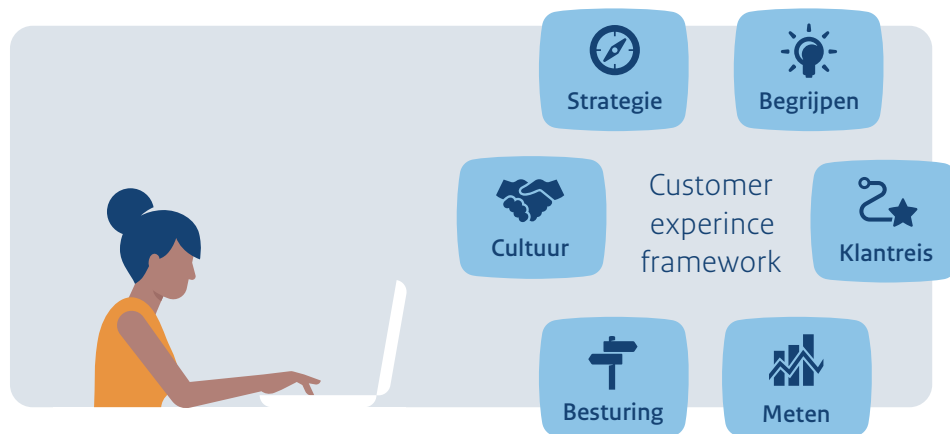 Strategie
Begrijpen
Cultuur
Customer
experince
framework
Klantreis
Besturing
Meten